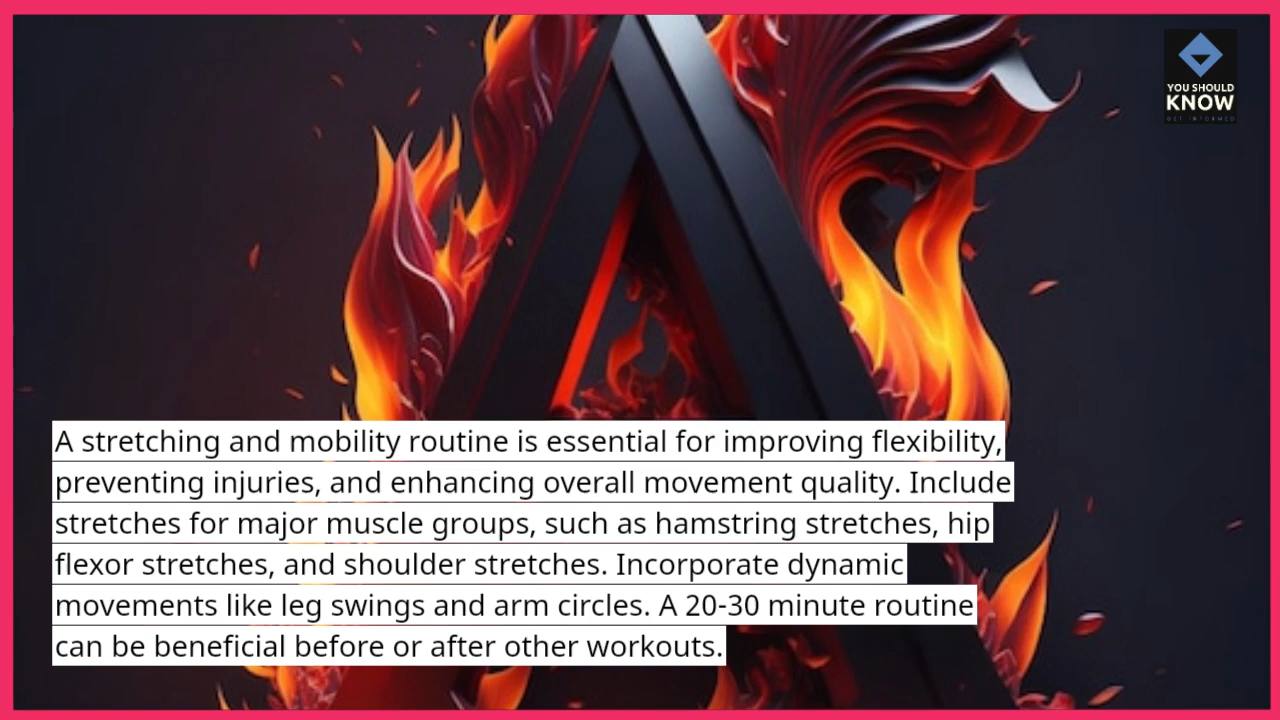 YOU SHOULD
KNOW
GET INFORMED
A stretching and mobility routine is essential for improving flexibility,
preventing injuries, and enhancing overall movement quality. Include
stretches for major muscle groups, such as hamstring stretches, hip
flexor stretches, and shoulder stretches. Incorporate dynamic
movements like leg swings and arm circles. A 20-30 minute routine
can be beneficial before or after other workouts.